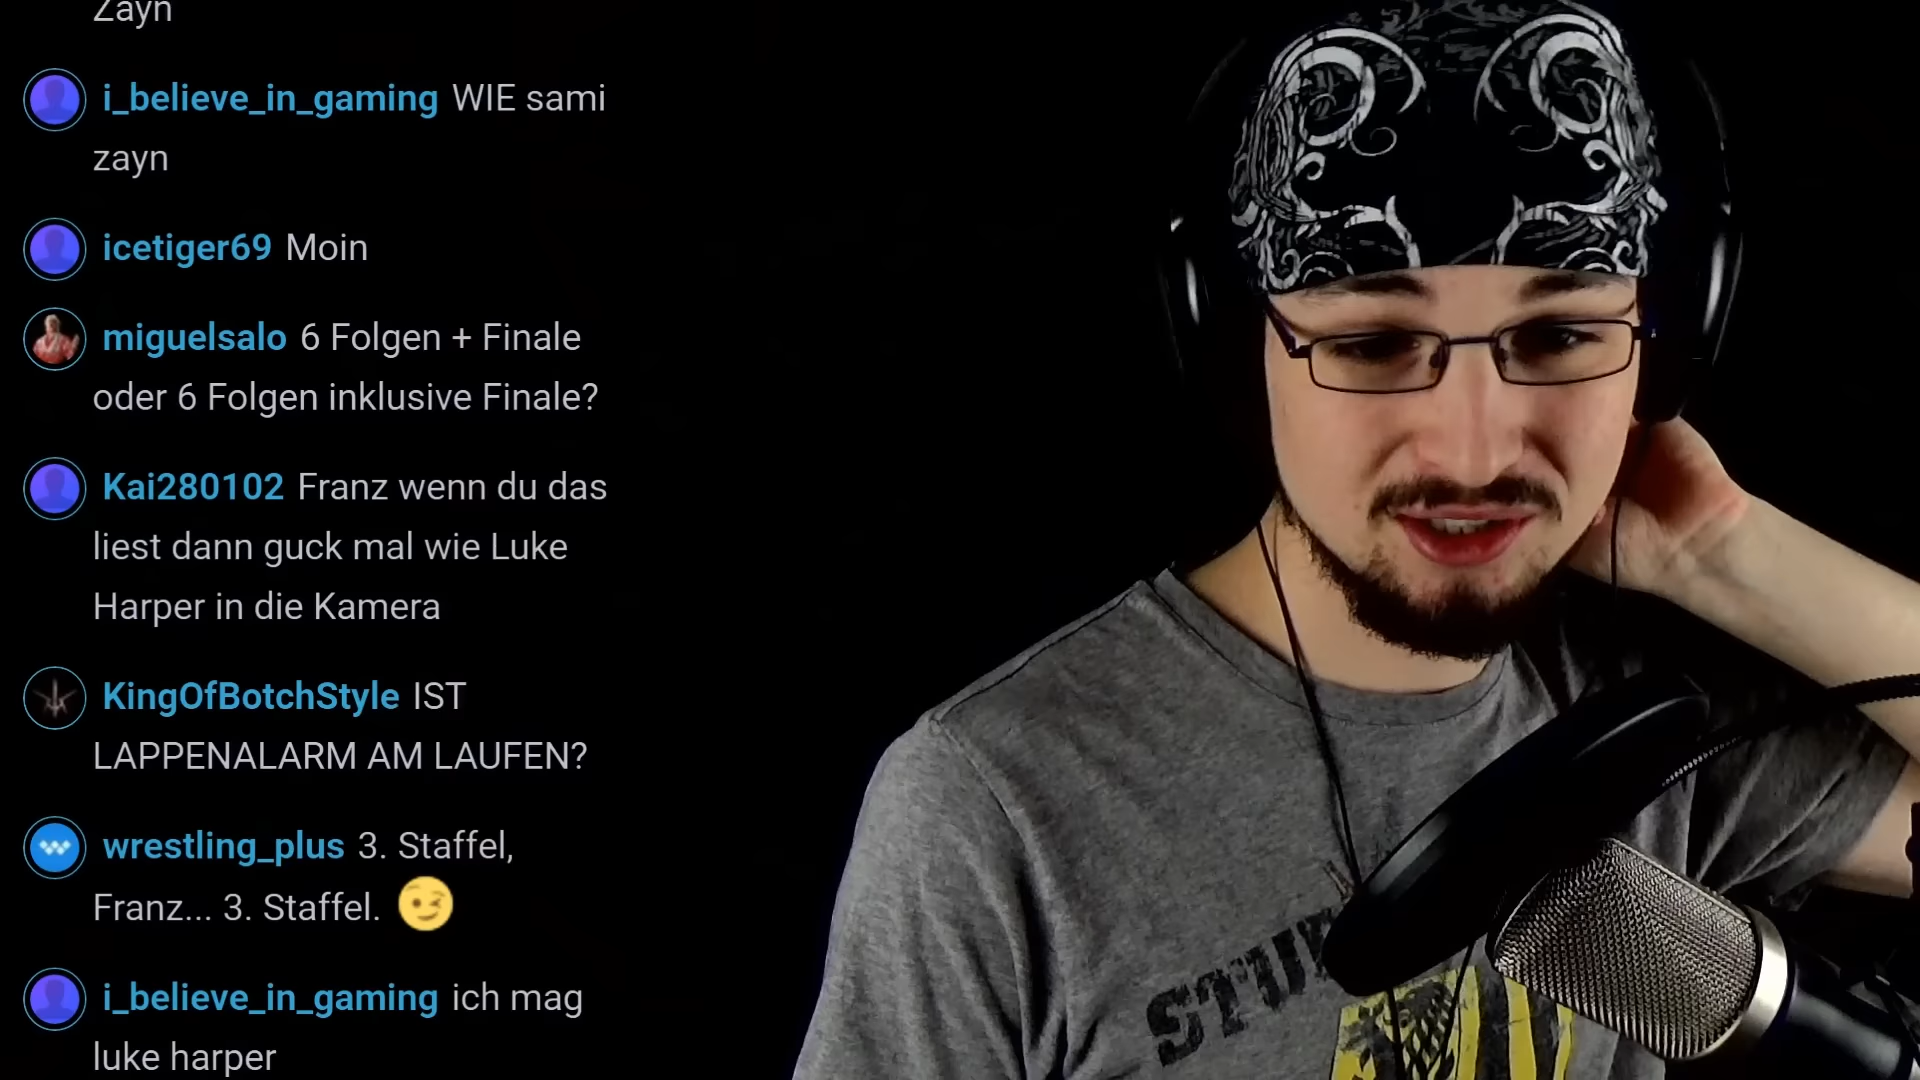 Zayn
i_believe_in_gaming WIE sami
zayn
icetiger69 Moin
miguelsalo 6 Folgen + Finale
oder 6 Folgen inklusive Finale?
Kai280102 Franz wenn du das
liest dann guck mal wie Luke
Harper in die Kamera
KingOfBotchStyle IST
LAPPENALARM AM LAUFEN?
wrestling_plus 3. Staffel,
Franz... 3. Staffel. 😉
i_believe_in_gaming ich mag
luke harper